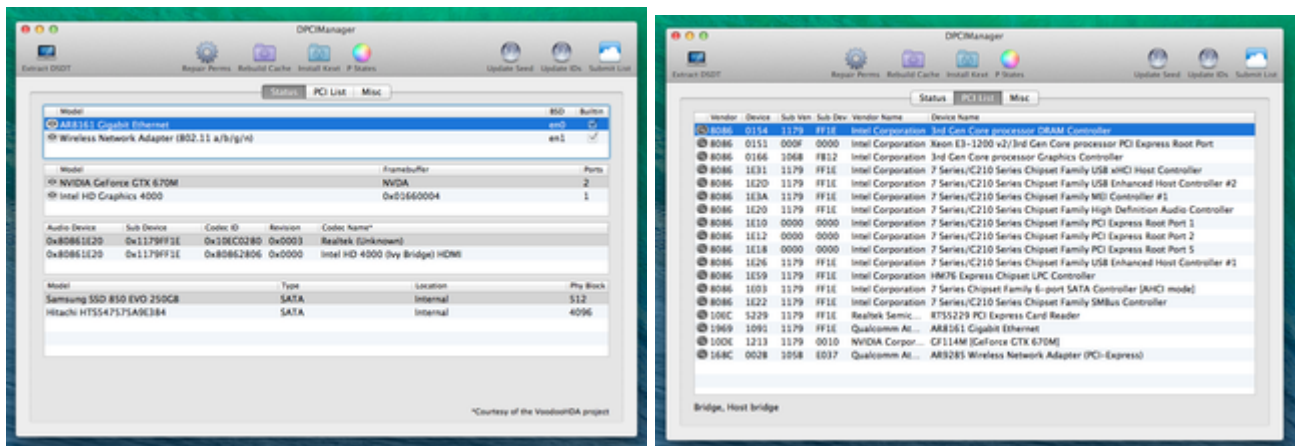 DPCIManager
Extract DSDT Repair Perms Rebuild Cache Install Kext P States Update Seed Update IDs Submit List
Status PCI List Misc
Model BSD Builtin
AR8161 Gigabit Ethernet en0
Wireless Network Adapter (802.11 a/b/g/n) en1
Model Framebuffer Ports
NVIDIA GeForce GTX 670M NVDA 2
Intel HD Graphics 4000 0x01660004 1
Audio Device Sub Device Codec ID Revision Codec Name*
0x80861E20 0x1179FF1E 0x10EC0280 0x0003 Realtek (Unknown)
0x80861E20 0x1179FF1E 0x80862806 0x0000 Intel HD 4000 (Ivy Bridge) HDMI
Model Type Location Phy Block
Samsung SSD 850 EVO 250GB SATA Internal 512
Hitachi HTS547575A9E384 SATA Internal 4096
*Courtesy of the VoodooHDA project
DPCIManager
Extract DSDT Repair Perms Rebuild Cache Install Kext P States Update Seed Update IDs Submit List
Status PCI List Misc
Vendor Device Sub Ven Sub Dev Vendor Name Device Name
8086 0154 1179 FF1E Intel Corporation 3rd Gen Core processor DRAM Controller
8086 0151 000F 0000 Intel Corporation Xeon E3-1200 v2/3rd Gen Core processor PCI Express Root Port
8086 0166 106B FB12 Intel Corporation 3rd Gen Core processor Graphics Controller
8086 1E31 1179 FF1E Intel Corporation 7 Series/C210 Series Chipset Family USB xHCI Host Controller
8086 1E2D 1179 FF1E Intel Corporation 7 Series/C210 Series Chipset Family USB Enhanced Host Controller #2
8086 1E3A 1179 FF1E Intel Corporation 7 Series/C210 Series Chipset Family MEI Controller #1
8086 1E20 1179 FF1E Intel Corporation 7 Series/C210 Series Chipset Family High Definition Audio Controller
8086 1E10 0000 0000 Intel Corporation 7 Series/C210 Series Chipset Family PCI Express Root Port 1
8086 1E12 0000 0000 Intel Corporation 7 Series/C210 Series Chipset Family PCI Express Root Port 2
8086 1E18 0000 0000 Intel Corporation 7 Series/C210 Series Chipset Family PCI Express Root Port 5
8086 1E26 1179 FF1E Intel Corporation 7 Series/C210 Series Chipset Family USB Enhanced Host Controller #1
8086 1E59 1179 FF1E Intel Corporation HM76 Express Chipset LPC Controller
8086 1E03 1179 FF1E Intel Corporation 7 Series Chipset Family 6-port SATA Controller [AHCI mode]
8086 1E22 1179 FF1E Intel Corporation 7 Series/C210 Series Chipset Family SMBus Controller
10EC 5229 1179 FF1E Realtek Semic... RTS5229 PCI Express Card Reader
1969 1091 1179 FF1E Qualcomm At... AR8161 Gigabit Ethernet
10DE 1213 1179 0010 NVIDIA Corpor... GF114M [GeForce GTX 670M]
168C 002B 105B E037 Qualcomm At... AR9285 Wireless Network Adapter (PCI-Express)
Bridge, Host bridge